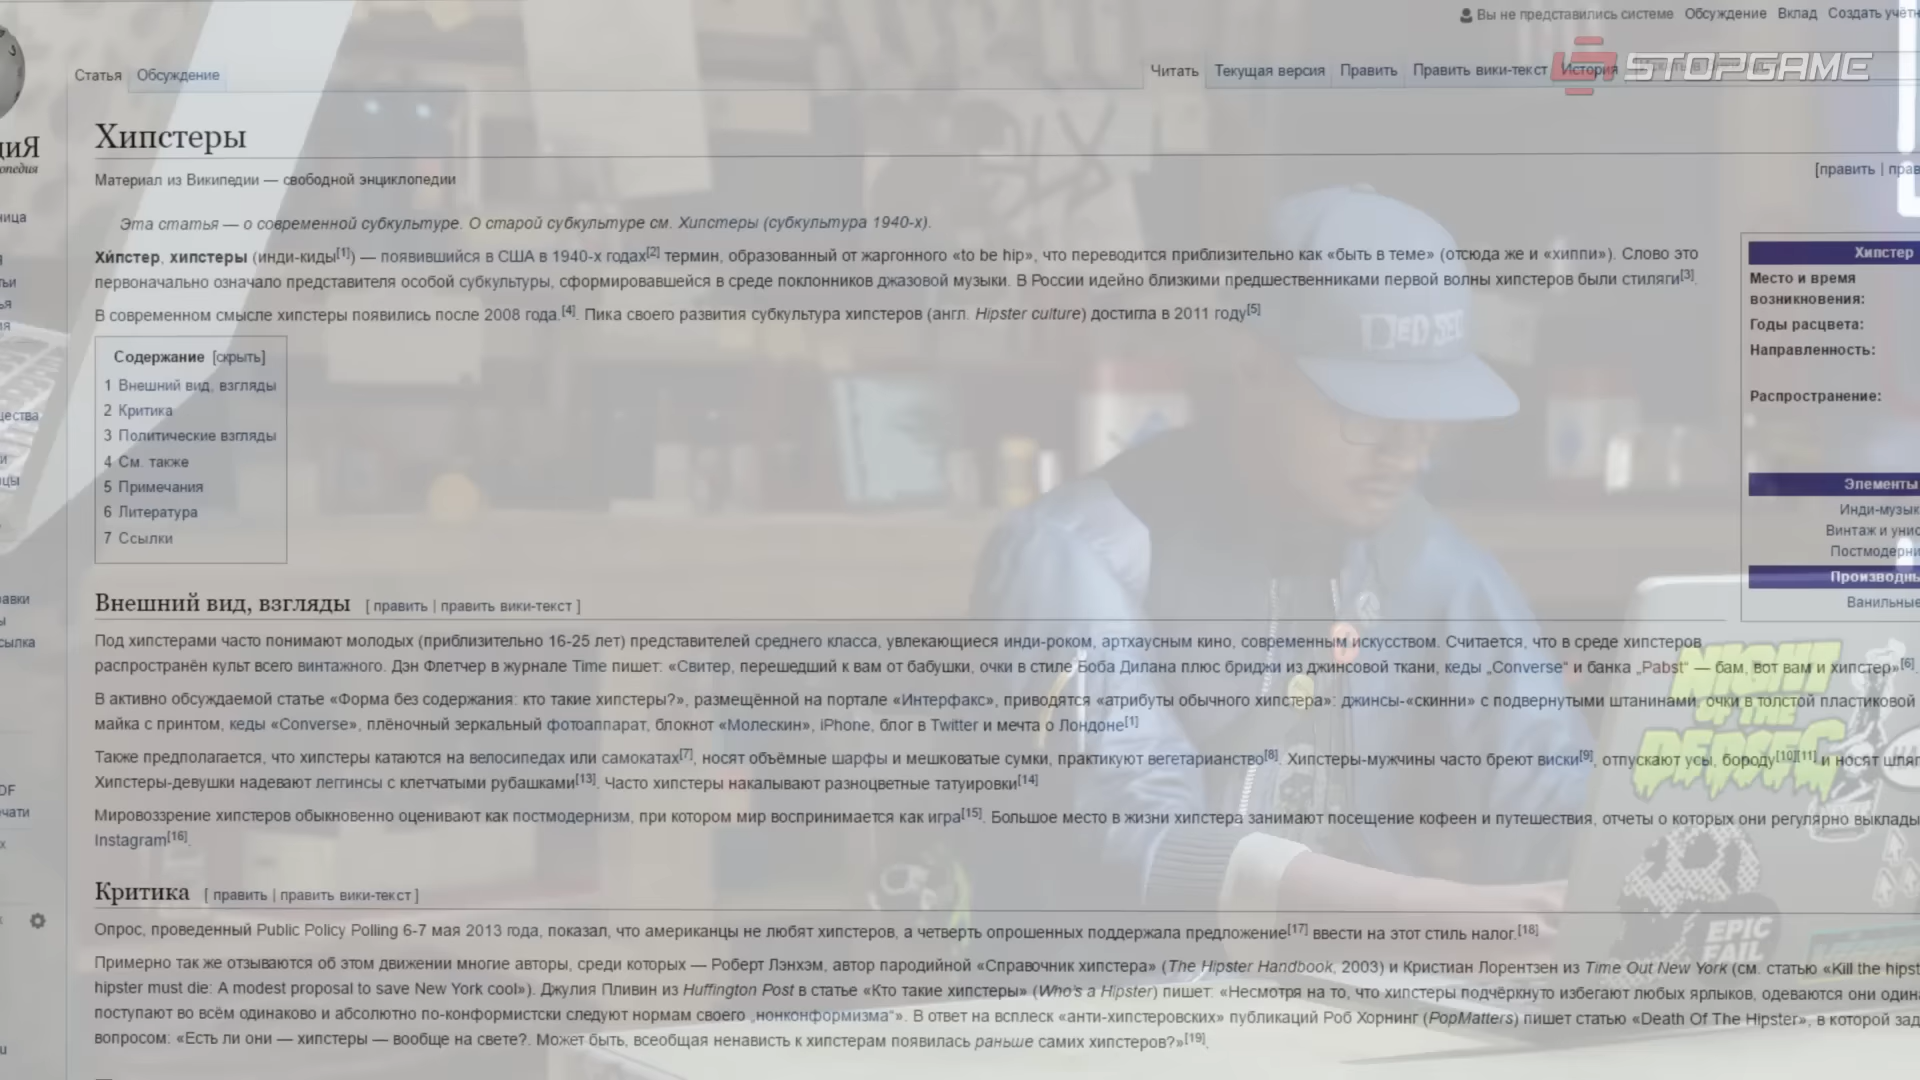 Вы не представились системе Обсуждение Вклад Создать учётн
STOPGAME
Статья Обсуждение
Читать Текущая версия Править Править вики-текст История
Хипстеры
[править | прав
Материал из Википедии — свободной энциклопедии
Эта статья — о современной субкультуре. О старой субкультуре см. Хипстеры (субкультура 1940-х).
Хи́пстер, хипстеры (инди-киды[1]) — появившийся в США в 1940-х годах[2] термин, образованный от жаргонного «to be hip», что переводится приблизительно как «быть в теме» (отсюда же и «хиппи»). Слово это
первоначально означало представителя особой субкультуры, сформировавшейся в среде поклонников джазовой музыки. В России идейно близкими предшественниками первой волны хипстеров были стиляги[3].
В современном смысле хипстеры появились после 2008 года.[4]. Пика своего развития субкультура хипстеров (англ. Hipster culture) достигла в 2011 году[5]
Хипстер
Место и время
возникновения:
Годы расцвета:
Направленность:
Распространение:
Элементы
Инди-музык
Винтаж и унис
Постмодерни
Производны
Ванильные
DED SEC
Содержание [скрыть]
1 Внешний вид, взгляды
2 Критика
3 Политические взгляды
4 См. также
5 Примечания
6 Литература
7 Ссылки
Внешний вид, взгляды [ править | править вики-текст ]
Под хипстерами часто понимают молодых (приблизительно 16-25 лет) представителей среднего класса, увлекающиеся инди-роком, артхаусным кино, современным искусством. Считается, что в среде хипстеров
распространён культ всего винтажного. Дэн Флетчер в журнале Time пишет: «Свитер, перешедший к вам от бабушки, очки в стиле Боба Дилана плюс бриджи из джинсовой ткани, кеды „Converse“ и банка „Pabst“ — бам, вот вам и хипстер»[6].
В активно обсуждаемой статье «Форма без содержания: кто такие хипстеры?», размещённой на портале «Интерфакс», приводятся «атрибуты обычного хипстера»: джинсы-«скинни» с подвернутыми штанинами, очки в толстой пластиковой
майка с принтом, кеды «Converse», плёночный зеркальный фотоаппарат, блокнот «Молескин», iPhone, блог в Twitter и мечта о Лондоне[1]
Также предполагается, что хипстеры катаются на велосипедах или самокатах[7], носят объёмные шарфы и мешковатые сумки, практикуют вегетарианство[8]. Хипстеры-мужчины часто бреют виски[9], отпускают усы, бороду[10][11] и носят шляп
Хипстеры-девушки надевают леггинсы с клетчатыми рубашками[13]. Часто хипстеры накалывают разноцветные татуировки[14]
Мировоззрение хипстеров обыкновенно оценивают как постмодернизм, при котором мир воспринимается как игра[15]. Большое место в жизни хипстера занимают посещение кофеен и путешествия, отчеты о которых они регулярно выклады
Instagram[16].
NIGHT
OF THE
EPIC
FAIL
Критика [ править | править вики-текст ]
Опрос, проведенный Public Policy Polling 6-7 мая 2013 года, показал, что американцы не любят хипстеров, а четверть опрошенных поддержала предложение[17] ввести на этот стиль налог.[18]
Примерно так же отзываются об этом движении многие авторы, среди которых — Роберт Лэнхэм, автор пародийной «Справочник хипстера» (The Hipster Handbook, 2003) и Кристиан Лорентзен из Time Out New York (см. статью «Kill the hipst
hipster must die: A modest proposal to save New York cool»). Джулия Пливин из Huffington Post в статье «Кто такие хипстеры» (Who's a Hipster) пишет: «Несмотря на то, что хипстеры подчёркнуто избегают любых ярлыков, одеваются они одина
поступают во всём одинаково и абсолютно по-конформистски следуют нормам своего „нонконформизма“». В ответ на всплеск «анти-хипстеровских» публикаций Роб Хорнинг (PopMatters) пишет статью «Death Of The Hipster», в которой зад
вопросом: «Есть ли они — хипстеры — вообще на свете?. Может быть, всеобщая ненависть к хипстерам появилась раньше самих хипстеров?»[19].